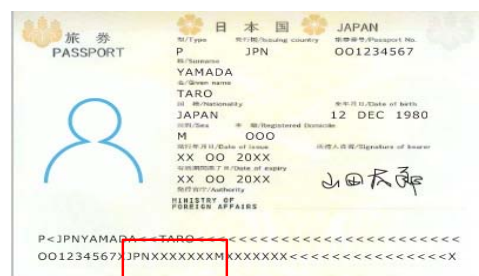 旅 券
PASSPORT
日 本 国 JAPAN
型/Type 発行国/Issuing country 旅券番号/Passport No.
P JPN OO1234567
姓/Surname
YAMADA
名/Given name
TARO
国 籍/Nationality 生年月日/Date of birth
JAPAN 12 DEC 1980
性別/Sex 本 籍/Registered Domicile
M OOO
発行年月日/Date of issue 所持人自署/Signature of bearer
XX OO 20XX
有効期間満了日/Date of expiry
XX OO 20XX
山田太郎
発行官庁/Authority
MINISTRY OF
FOREIGN AFFAIRS
P<JPNYAMADA<<TARO<<<<<<<<<<<<<<<<<<<<<<<<<<<
OO1234567XJPNXXXXXXXMXXXXXXX<<<<<<<<<<<<<<<X